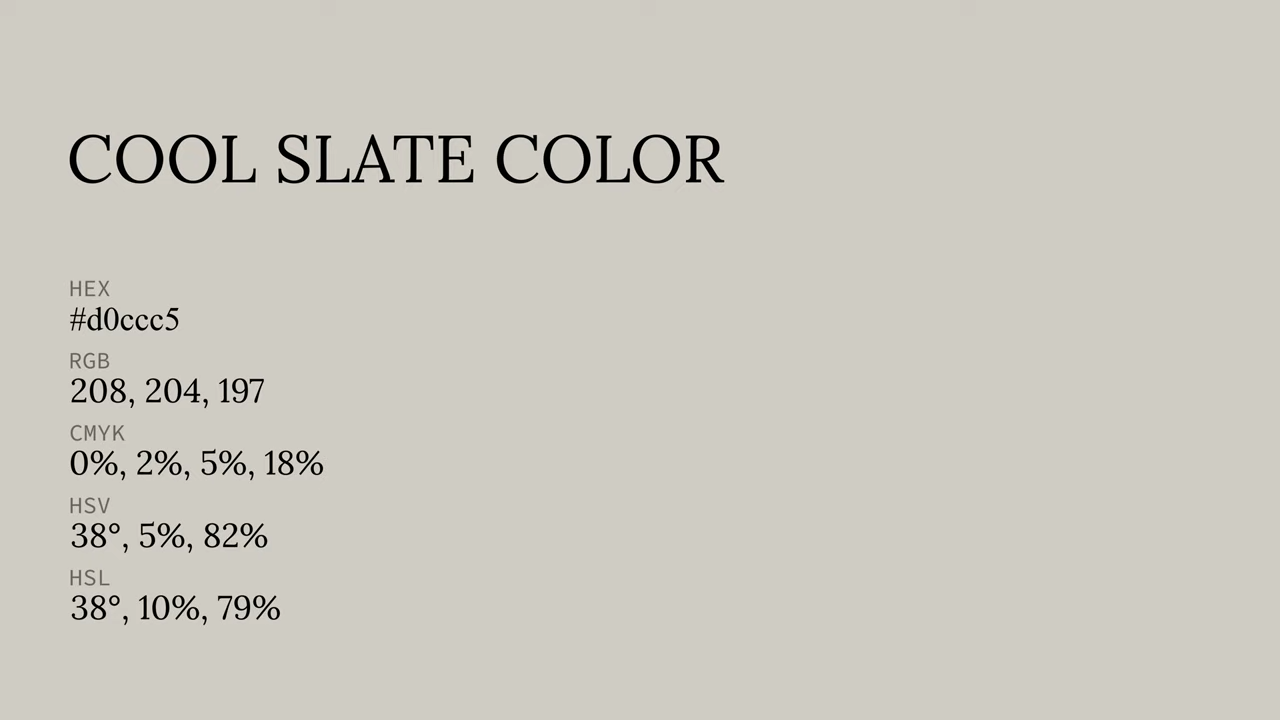 COOL SLATE COLOR
HEX
#d0ccc5
RGB
208, 204, 197
CMYK
0%, 2%, 5%, 18%
HSV
38°, 5%, 82%
HSL
38°, 10%, 79%